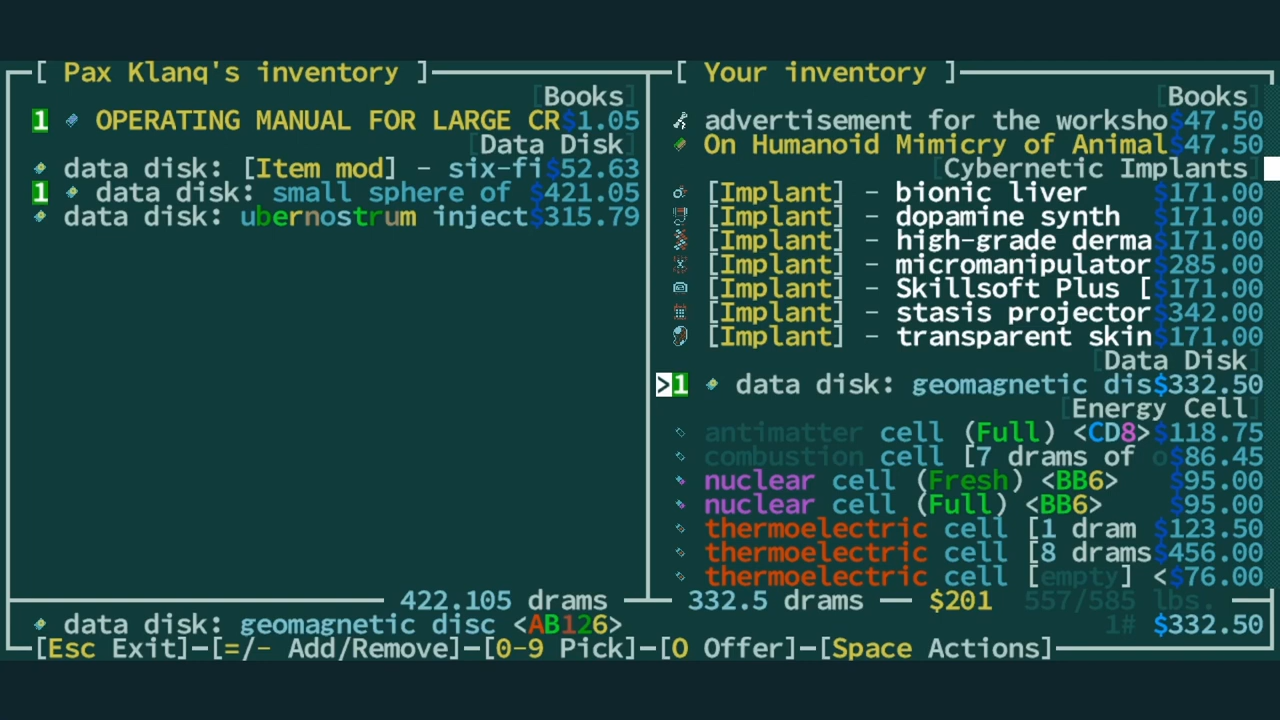 [ Pax Klanq's inventory ]
[Books]
1 OPERATING MANUAL FOR LARGE CR$1.05
[Data Disk]
data disk: [Item mod] - six-fi$52.63
1 data disk: small sphere of $421.05
data disk: ubernostrum inject$315.79
422.105 drams
[ Your inventory ]
[Books]
advertisement for the worksho$47.50
On Humanoid Mimicry of Animal$47.50
[Cybernetic Implants]
[Implant] - bionic liver $171.00
[Implant] - dopamine synth $171.00
[Implant] - high-grade derma$171.00
[Implant] - micromanipulator$285.00
[Implant] - Skillsoft Plus [$171.00
[Implant] - stasis projector$342.00
[Implant] - transparent skin$171.00
[Data Disk]
>1 data disk: geomagnetic dis$332.50
[Energy Cell]
antimatter cell (Full) <CD8>$118.75
combustion cell [7 drams of o$86.45
nuclear cell (Fresh) <BB6> $95.00
nuclear cell (Full) <BB6> $95.00
thermoelectric cell [1 dram $123.50
thermoelectric cell [8 drams$456.00
thermoelectric cell [empty] <$76.00
332.5 drams — $201 557/585 lbs.
data disk: geomagnetic disc <AB126> 1# $332.50
[Esc Exit]-[=/- Add/Remove]-[0-9 Pick]-[O Offer]-[Space Actions]